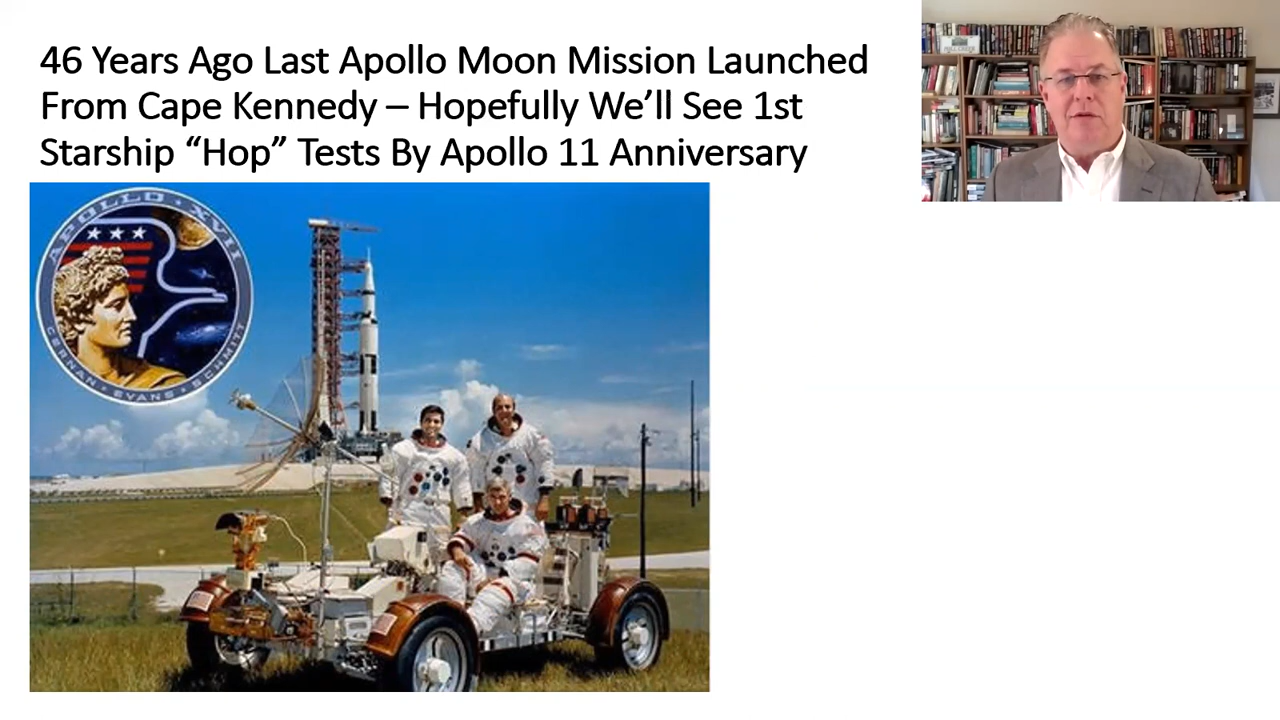 46 Years Ago Last Apollo Moon Mission Launched
From Cape Kennedy – Hopefully We’ll See 1st
Starship “Hop” Tests By Apollo 11 Anniversary
APOLLO XVII
CERNAN EVANS SCHMITT